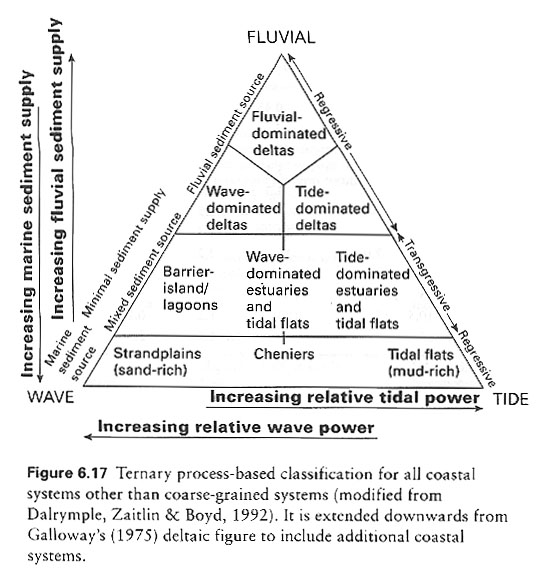 FLUVIAL
Increasing marine sediment supply
Increasing fluvial sediment supply
Fluvial sediment source
Regressive
Fluvial-
dominated
deltas
Wave-
dominated
deltas
Tide-
dominated
deltas
Minimal sediment supply
Mixed sediment source
Transgressive
Barrier-
island/
lagoons
Wave-
dominated
estuaries
and
tidal flats
Tide-
dominated
estuaries
and
tidal flats
Marine
sediment
source
Regressive
Strandplains
(sand-rich)
Cheniers
Tidal flats
(mud-rich)
WAVE
Increasing relative tidal power
TIDE
Increasing relative wave power
Figure 6.17 Ternary process-based classification for all coastal
systems other than coarse-grained systems (modified from
Dalrymple, Zaitlin & Boyd, 1992). It is extended downwards from
Galloway's (1975) deltaic figure to include additional coastal
systems.